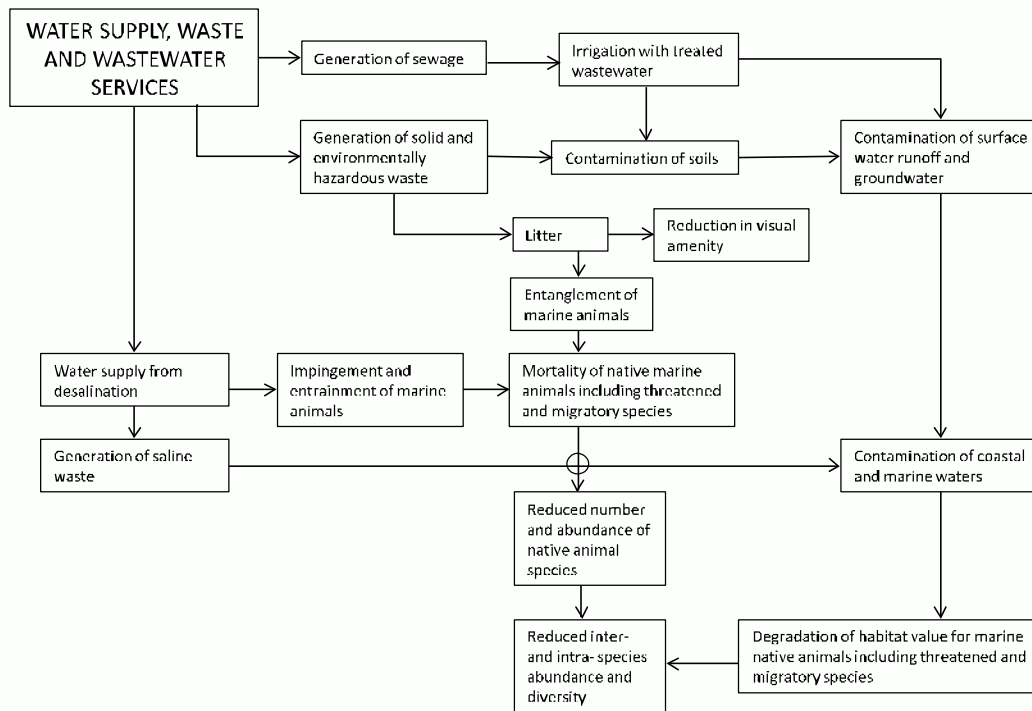 WATER SUPPLY, WASTE
AND WASTEWATER
SERVICES
Generation of sewage
Irrigation with treated
wastewater
Generation of solid and
environmentally
hazardous waste
Contamination of soils
Contamination of surface
water runoff and
groundwater
Litter
Reduction in visual
amenity
Entanglement of
marine animals
Water supply from
desalination
Impingement and
entrainment of marine
animals
Mortality of native marine
animals including threatened
and migratory species
Generation of saline
waste
Contamination of coastal
and marine waters
Reduced number
and abundance of
native animal
species
Reduced inter-
and intra- species
abundance and
diversity
Degradation of habitat value for marine
native animals including threatened and
migratory species